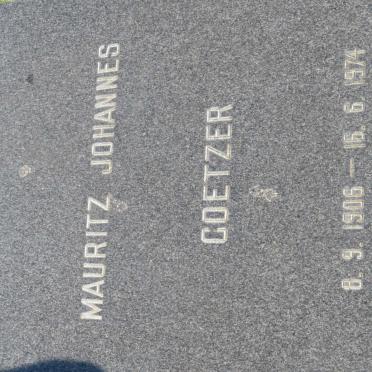 MAURITZ JOHANNES
COETZER
8. 9. 1906 — 16. 6. 1974